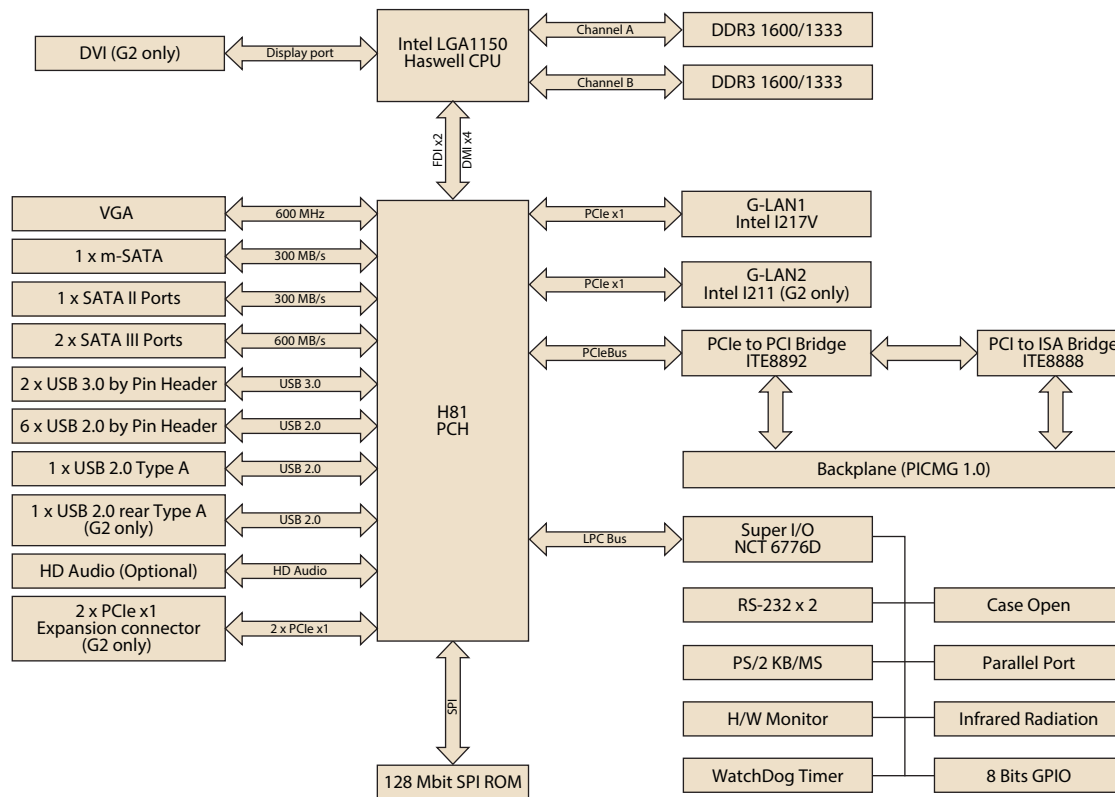 DVI (G2 only)
Display port
Intel LGA1150
Haswell CPU
Channel A
DDR3 1600/1333
Channel B
DDR3 1600/1333
FDI x2
DMI x4
VGA
600 MHz
1 x m-SATA
300 MB/s
1 x SATA II Ports
300 MB/s
2 x SATA III Ports
600 MB/s
2 x USB 3.0 by Pin Header
USB 3.0
6 x USB 2.0 by Pin Header
USB 2.0
1 x USB 2.0 Type A
USB 2.0
1 x USB 2.0 rear Type A
(G2 only)
USB 2.0
HD Audio (Optional)
HD Audio
2 x PCIe x1
Expansion connector
(G2 only)
2 x PCIe x1
H81
PCH
SPI
128 Mbit SPI ROM
PCIe x1
G-LAN1
Intel I217V
PCIe x1
G-LAN2
Intel I211 (G2 only)
PCIeBus
PCIe to PCI Bridge
ITE8892
PCI to ISA Bridge
ITE8888
Backplane (PICMG 1.0)
LPC Bus
Super I/O
NCT 6776D
RS-232 x 2
Case Open
PS/2 KB/MS
Parallel Port
H/W Monitor
Infrared Radiation
WatchDog Timer
8 Bits GPIO